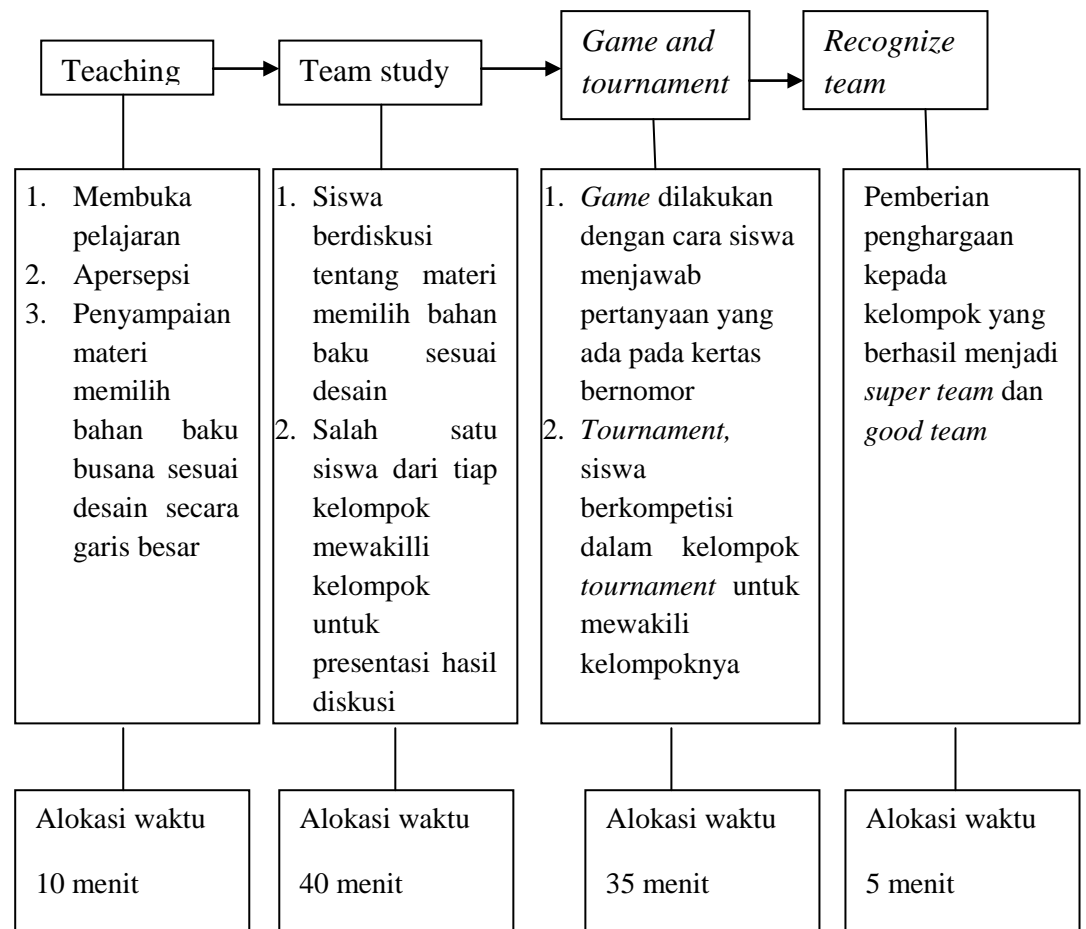 Teaching
Team study
Game and
tournament
Recognize
team
1. Membuka
pelajaran
2. Apersepsi
3. Penyampaian
materi
memilih
bahan baku
busana sesuai
desain secara
garis besar
1. Siswa
berdiskusi
tentang materi
memilih bahan
baku sesuai
desain
2. Salah satu
siswa dari tiap
kelompok
mewakilli
kelompok
untuk
presentasi hasil
diskusi
1. Game dilakukan
dengan cara siswa
menjawab
pertanyaan yang
ada pada kertas
bernomor
2. Tournament,
siswa
berkompetisi
dalam kelompok
tournament untuk
mewakili
kelompoknya
Pemberian
penghargaan
kepada
kelompok yang
berhasil menjadi
super team dan
good team
Alokasi waktu
10 menit
Alokasi waktu
40 menit
Alokasi waktu
35 menit
Alokasi waktu
5 menit